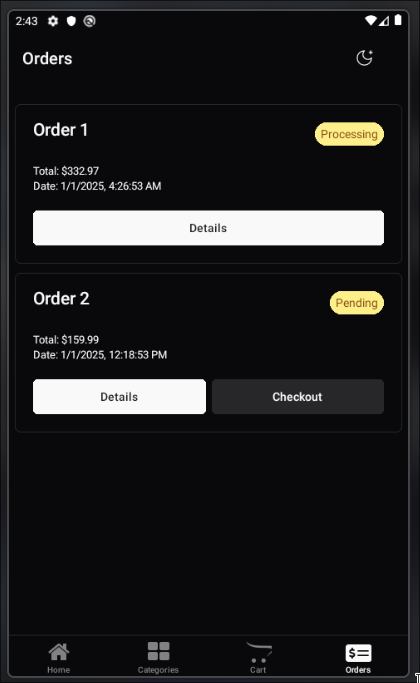 2:43
Orders
Order 1
Processing
Total: $332.97
Date: 1/1/2025, 4:26:53 AM
Details
Order 2
Pending
Total: $159.99
Date: 1/1/2025, 12:18:53 PM
Details Checkout
Home Categories Cart Orders